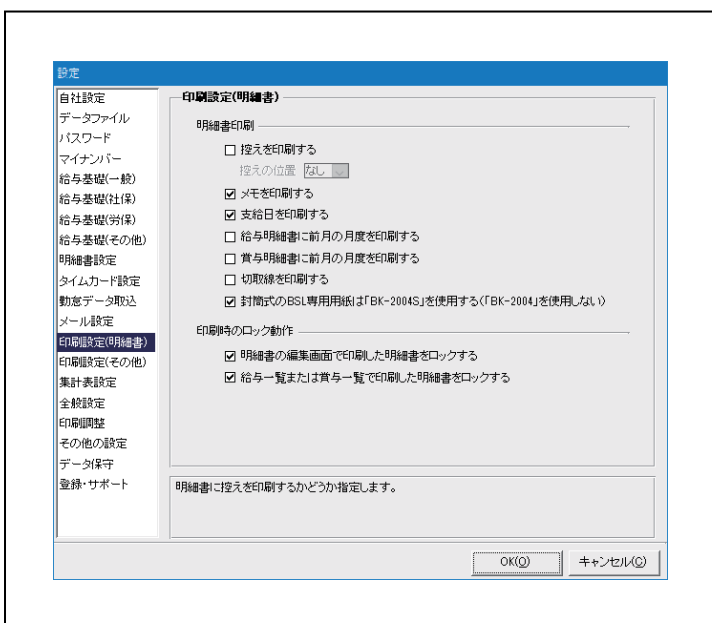 設定
自社設定
データファイル
パスワード
マイナンバー
給与基礎(一般)
給与基礎(社保)
給与基礎(労保)
給与基礎(その他)
明細書設定
タイムカード設定
勤怠データ取込
メール設定
印刷設定(明細書)
印刷設定(その他)
集計表設定
全般設定
印刷調整
その他の設定
データ保守
登録・サポート
印刷設定(明細書)
明細書印刷
控えを印刷する
控えの位置 なし
メモを印刷する
支給日を印刷する
給与明細書に前月の月度を印刷する
賞与明細書に前月の月度を印刷する
切取線を印刷する
封筒式のBSL専用用紙は「BK-2004S」を使用する(「BK-2004」を使用しない)
印刷時のロック動作
明細書の編集画面で印刷した明細書をロックする
給与一覧または賞与一覧で印刷した明細書をロックする
明細書に控えを印刷するかどうか指定します。
OK(O) キャンセル(C)